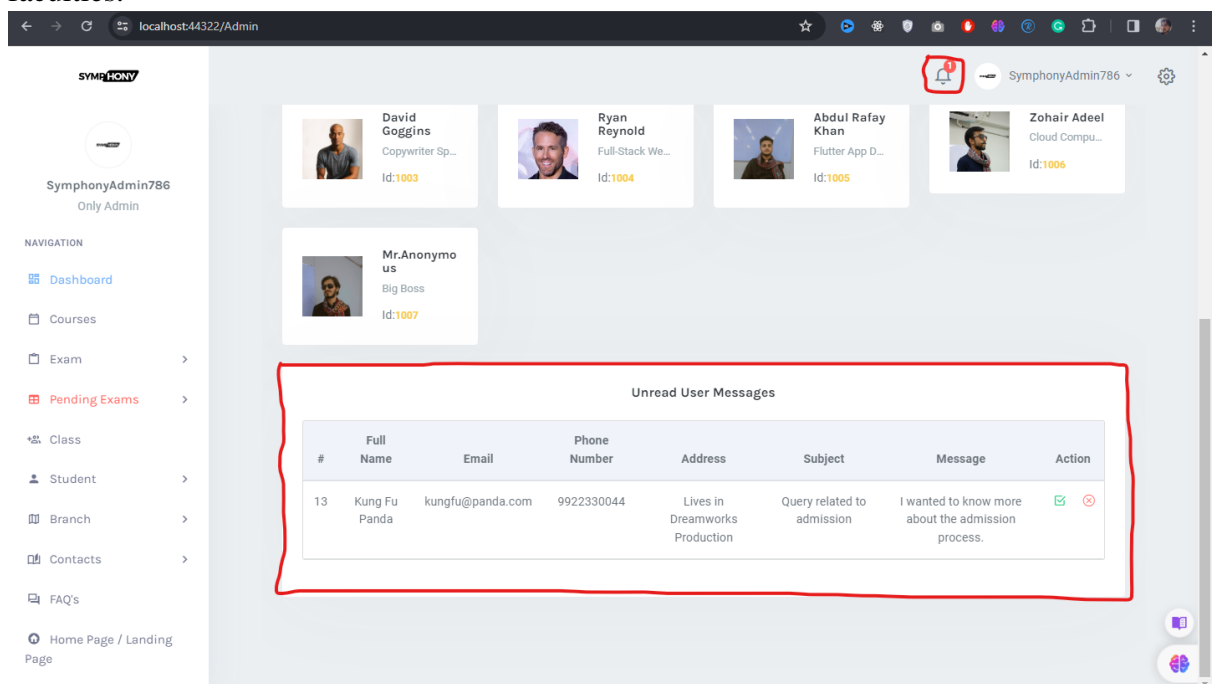 localhost:44322/Admin
SYMPHONY
1
SymphonyAdmin786
SymphonyAdmin786
Only Admin
NAVIGATION
Dashboard
Courses
Exam
Pending Exams
Class
Student
Branch
Contacts
FAQ's
Home Page / Landing
Page
David
Goggins
Copywriter Sp...
Id:1003
Ryan
Reynold
Full-Stack We...
Id:1004
Abdul Rafay
Khan
Flutter App D...
Id:1005
Zohair Adeel
Cloud Compu...
Id:1006
Mr.Anonymo
us
Big Boss
Id:1007
Unread User Messages
# Full Name Email Phone Number Address Subject Message Action
13 Kung Fu Panda kungfu@panda.com 9922330044 Lives in Dreamworks Production Query related to admission I wanted to know more about the admission process.